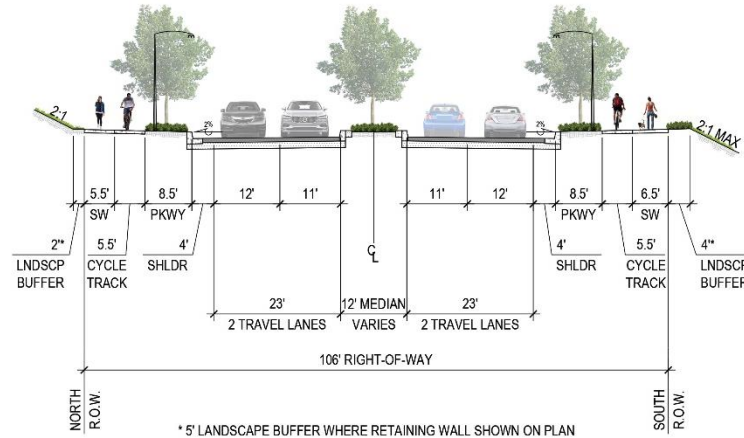 2:1
2%
2%
2:1 MAX
5.5'
SW
8.5'
PKWY
12'
11'
11'
12'
8.5'
PKWY
6.5'
SW
2'*
LNDSCP
BUFFER
5.5'
CYCLE
TRACK
4'
SHLDR
CL
4'
SHLDR
5.5'
CYCLE
TRACK
4'*
LNDSCP
BUFFER
23'
2 TRAVEL LANES
12' MEDIAN
VARIES
23'
2 TRAVEL LANES
106' RIGHT-OF-WAY
NORTH
R.O.W.
SOUTH
R.O.W.
* 5' LANDSCAPE BUFFER WHERE RETAINING WALL SHOWN ON PLAN